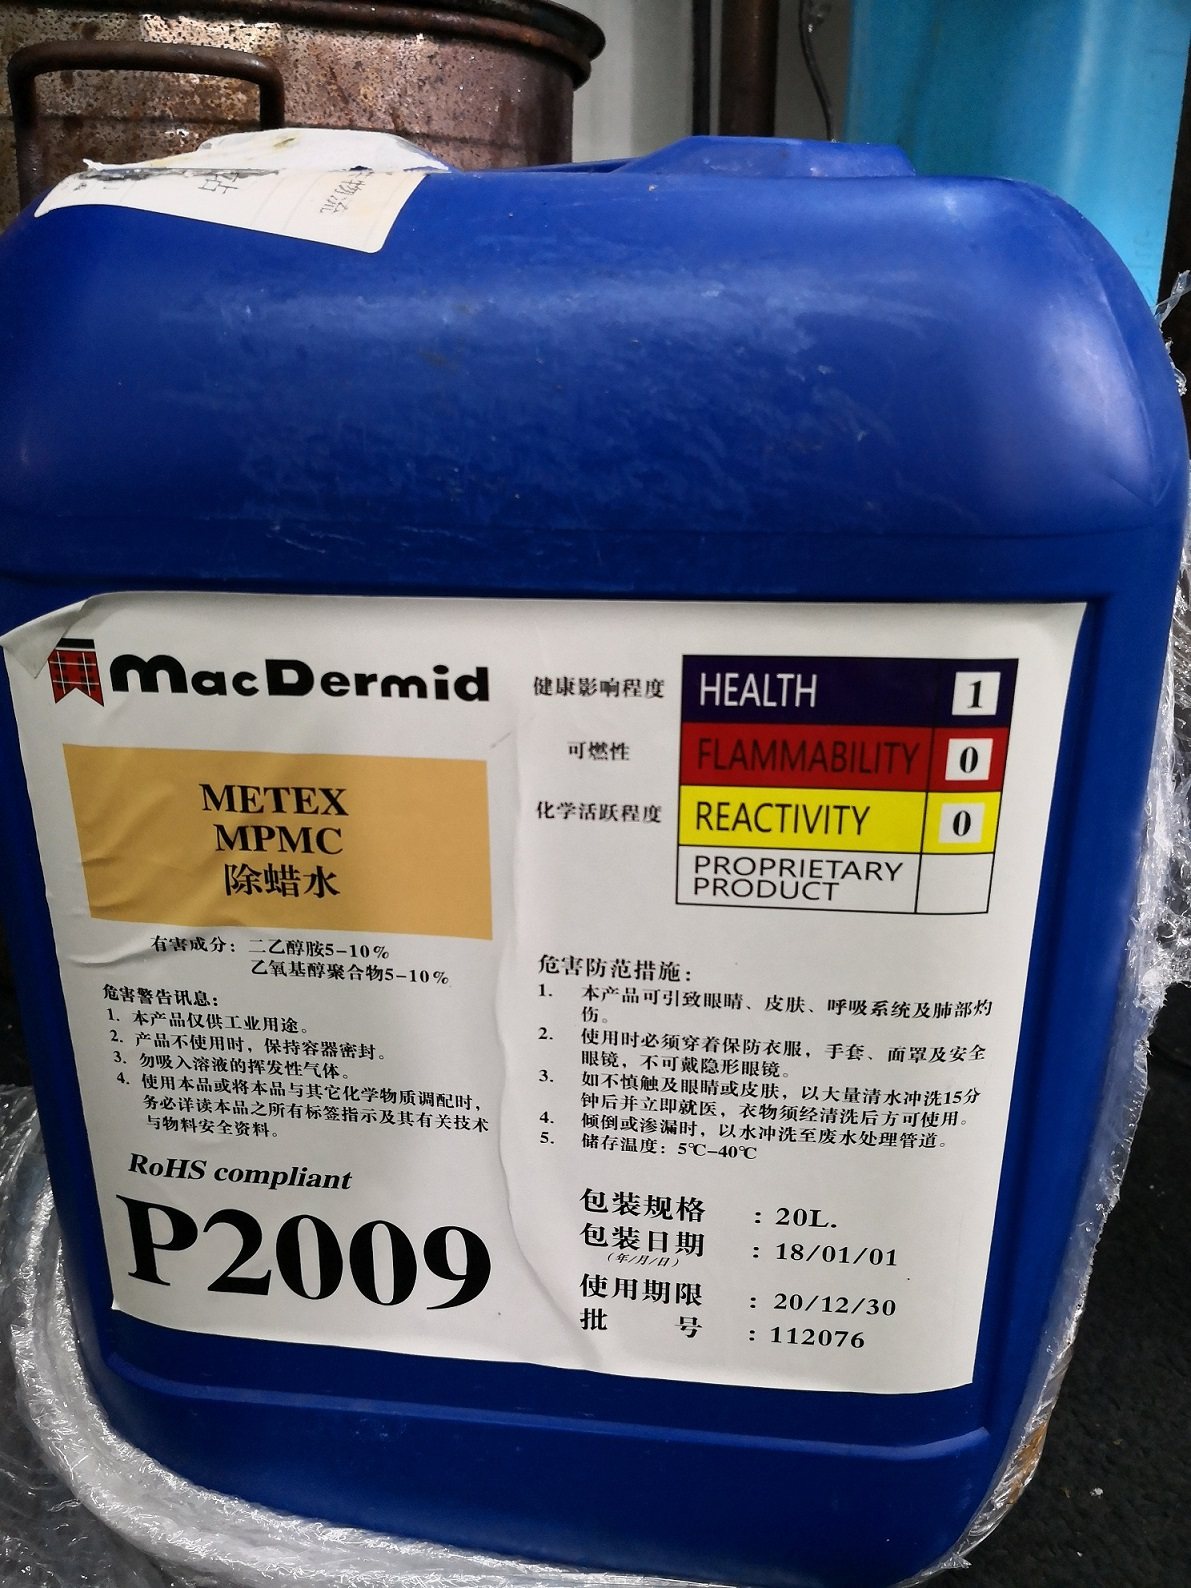 MacDermid
METEX
MPMC
除蜡水
有害成分：二乙醇胺5-10%
乙氧基醇聚合物5-10%
危害警告讯息：
1. 本产品仅供工业用途。
2. 产品不使用时，保持容器密封。
3. 勿吸入溶液的挥发性气体。
4. 使用本品或将本品与其它化学物质调配时，
务必详读本品之所有标签指示及其有关技术
与物料安全资料。
RoHS compliant
P2009
健康影响程度 HEALTH 1
可燃性 FLAMMABILITY 0
化学活跃程度 REACTIVITY 0
PROPRIETARY
PRODUCT
危害防范措施：
1. 本产品可引致眼睛、皮肤、呼吸系统及肺部灼
伤。
2. 使用时必须穿着保防衣服，手套、面罩及安全
眼镜，不可戴隐形眼镜。
3. 如不慎触及眼睛或皮肤，以大量清水冲洗15分
钟后并立即就医，衣物须经清洗后方可使用。
4. 倾倒或渗漏时，以水冲洗至废水处理管道。
5. 储存温度：5℃-40℃
包装规格 ：20L.
包装日期 ：18/01/01
（年/月/日）
使用期限 ：20/12/30
批 号 ：112076